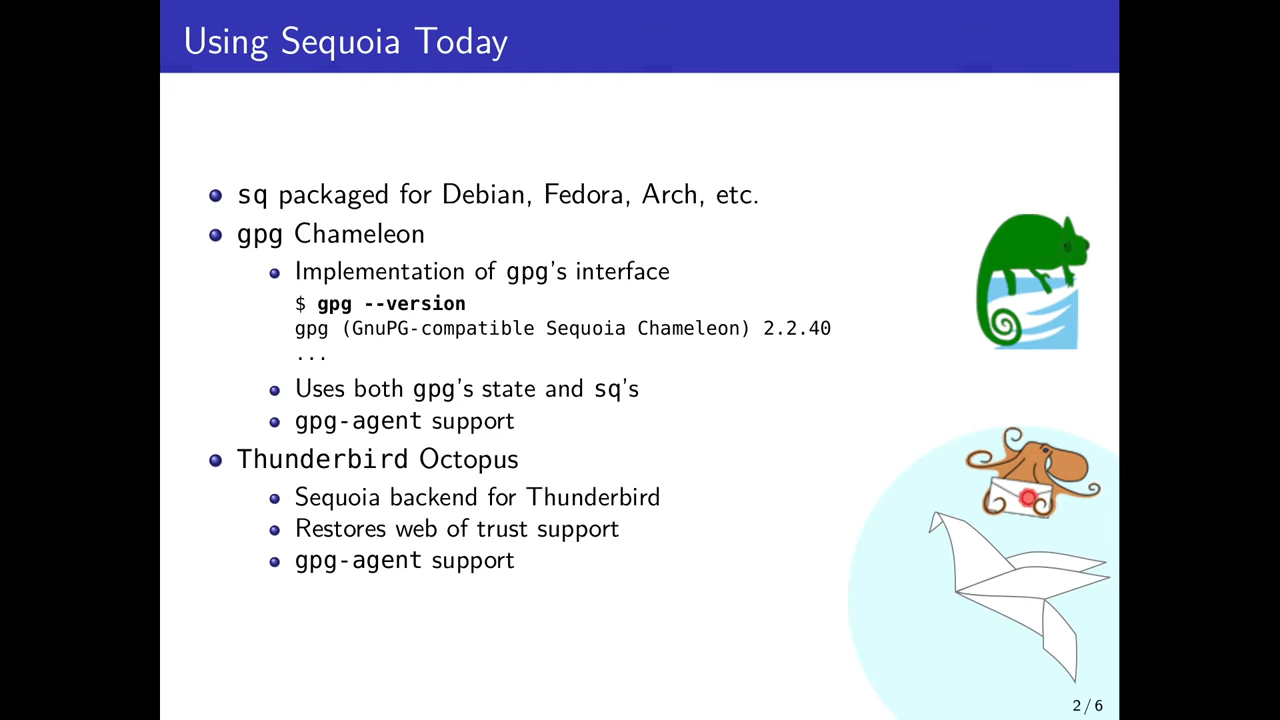 Using Sequoia Today
sq packaged for Debian, Fedora, Arch, etc.
gpg Chameleon
Implementation of gpg's interface
$ gpg --version
gpg (GnuPG-compatible Sequoia Chameleon) 2.2.40
...
Uses both gpg's state and sq's
gpg-agent support
Thunderbird Octopus
Sequoia backend for Thunderbird
Restores web of trust support
gpg-agent support
2 / 6